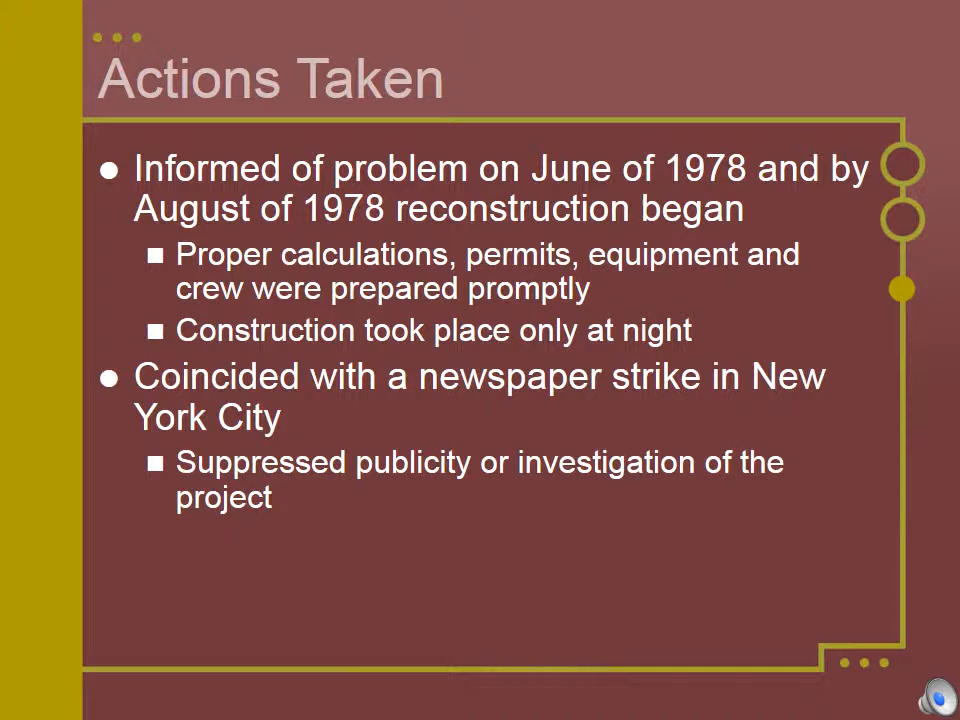 Actions Taken
Informed of problem on June of 1978 and by
August of 1978 reconstruction began
Proper calculations, permits, equipment and
crew were prepared promptly
Construction took place only at night
Coincided with a newspaper strike in New
York City
Suppressed publicity or investigation of the
project